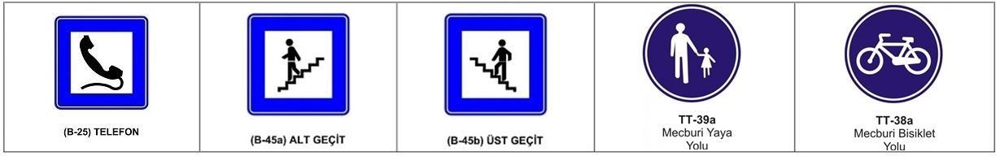 (B-25) TELEFON
(B-45a) ALT GEÇİT
(B-45b) ÜST GEÇİT
TT-39a
Mecburi Yaya
Yolu
TT-38a
Mecburi Bisiklet
Yolu